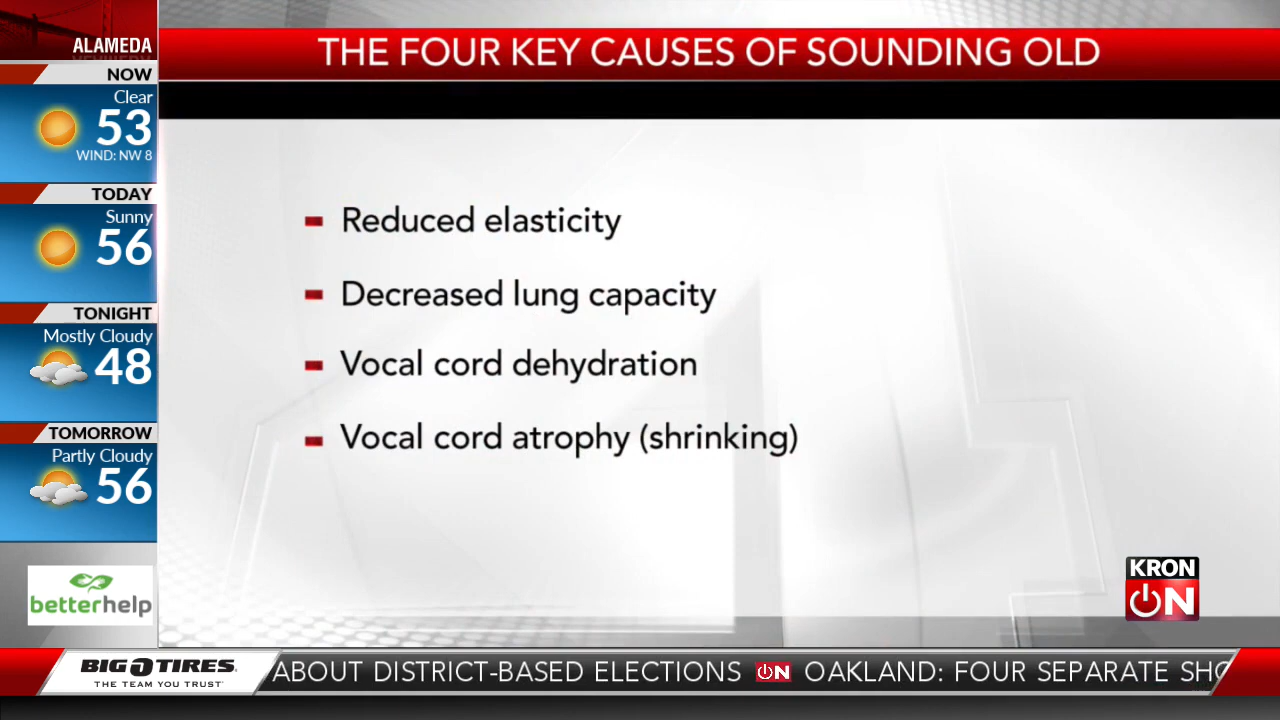 ALAMEDA
NOW
Clear
53
WIND: NW 8
TODAY
Sunny
56
TONIGHT
Mostly Cloudy
48
TOMORROW
Partly Cloudy
56
betterhelp
THE FOUR KEY CAUSES OF SOUNDING OLD
Reduced elasticity
Decreased lung capacity
Vocal cord dehydration
Vocal cord atrophy (shrinking)
KRON
ON
BIG O TIRES
THE TEAM YOU TRUST
ABOUT DISTRICT-BASED ELECTIONS ON OAKLAND: FOUR SEPARATE